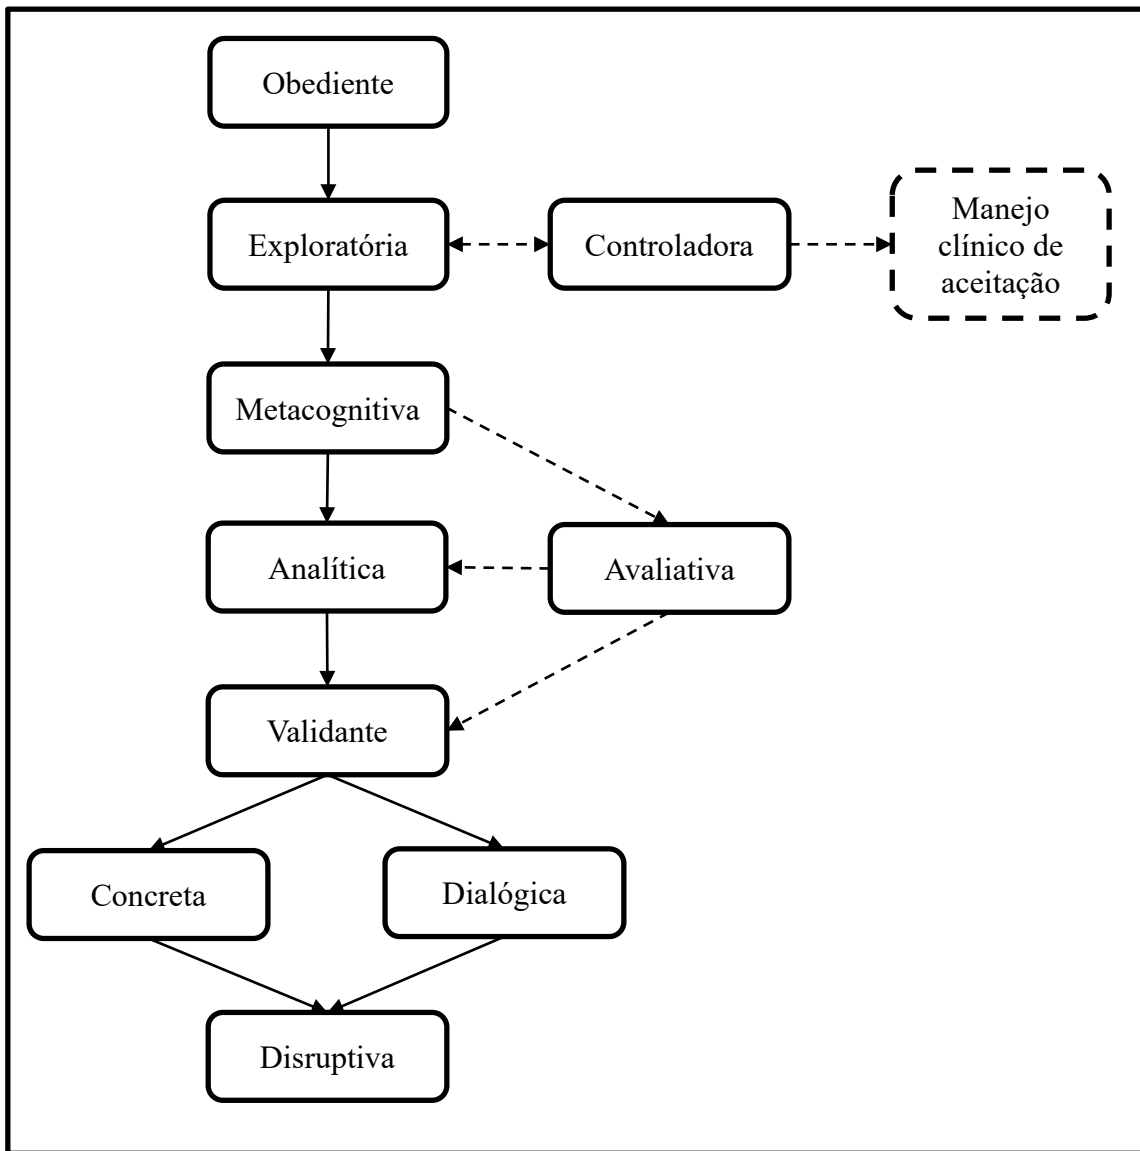 Obediente
Exploratória
Controladora
Manejo
clínico de
aceitação
Metacognitiva
Analítica
Avaliativa
Validante
Concreta
Dialógica
Disruptiva